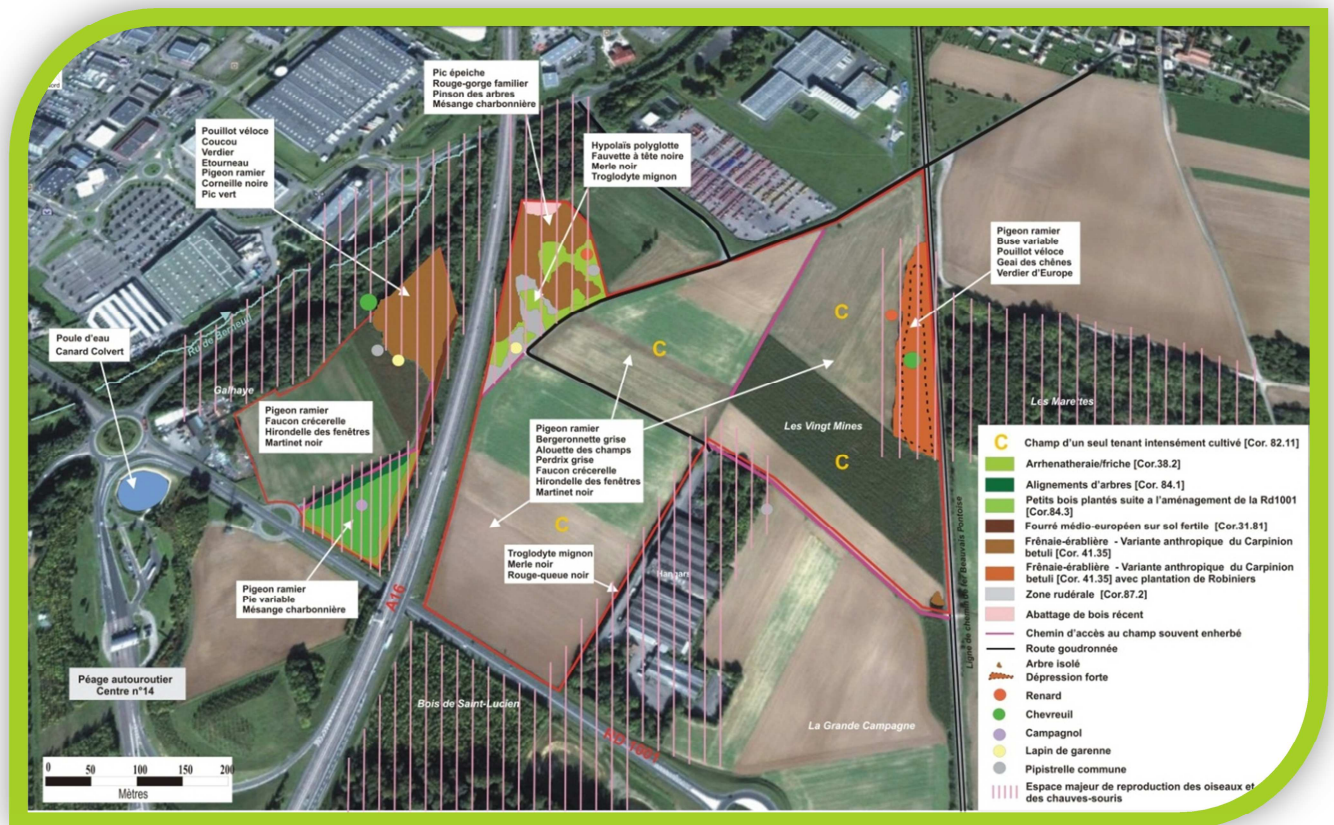 Nord
Pic épeiche
Rouge-gorge familier
Pinson des arbres
Mésange charbonnière
Pouillot véloce
Coucou
Verdier
Etourneau
Pigeon ramier
Corneille noire
Pic vert
Hypolaïs polyglotte
Fauvette à tête noire
Merle noir
Troglodyte mignon
Pigeon ramier
Buse variable
Pouillot véloce
Geai des chênes
Verdier d'Europe
Poule d'eau
Canard Colvert
Ru de Berneuil
Galhaye
Pigeon ramier
Faucon crécerelle
Hirondelle des fenêtres
Martinet noir
C
C
C
C
Les Vingt Mines
Les Marettes
Pigeon ramier
Bergeronnette grise
Alouette des champs
Perdrix grise
Faucon crécerelle
Hirondelle des fenêtres
Martinet noir
Troglodyte mignon
Merle noir
Rouge-queue noir
Hangars
Pigeon ramier
Pie variable
Mésange charbonnière
A16
Péage autouroutier
Centre n°14
Bois de Saint-Lucien
RD 1001
La Grande Campagne
Ligne de chemin de fer Beauvais Pontoise
0 50 100 150 200
Mètres
C Champ d'un seul tenant intensément cultivé [Cor. 82.11]
Arrhenatheraie/friche [Cor.38.2]
Alignements d'arbres [Cor. 84.1]
Petits bois plantés suite a l'aménagement de la Rd1001
[Cor.84.3]
Fourré médio-européen sur sol fertile [Cor.31.81]
Frênaie-érablière - Variante anthropique du Carpinion
betuli [Cor. 41.35]
Frênaie-érablière - Variante anthropique du Carpinion
betuli [Cor. 41.35] avec plantation de Robiniers
Zone rudérale [Cor.87.2]
Abattage de bois récent
Chemin d'accès au champ souvent enherbé
Route goudronnée
Arbre isolé
Dépression forte
Renard
Chevreuil
Campagnol
Lapin de garenne
Pipistrelle commune
Espace majeur de reproduction des oiseaux et
des chauves-souris